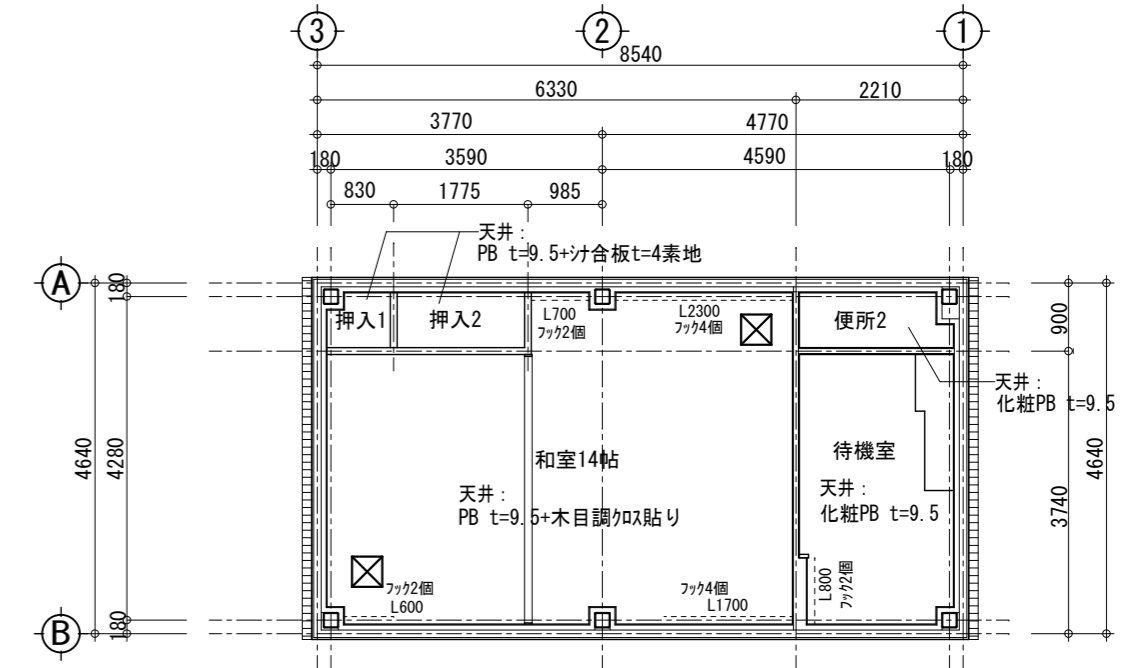 3
2
1
8540
6330
2210
3770
4770
180
3590
4590
180
830
1775
985
天井：
PB t=9.5+ｼﾅ合板t=4素地
A
180
押入1
押入2
L700
ﾌｯｸ2個
L2300
ﾌｯｸ4個
便所2
900
天井：
化粧PB t=9.5
4640
4280
和室14帖
天井：
PB t=9.5+木目調ｸﾛｽ貼り
待機室
天井：
化粧PB t=9.5
3740
4640
ﾌｯｸ2個
L600
ﾌｯｸ4個
L1700
L800
ﾌｯｸ2個
B
180